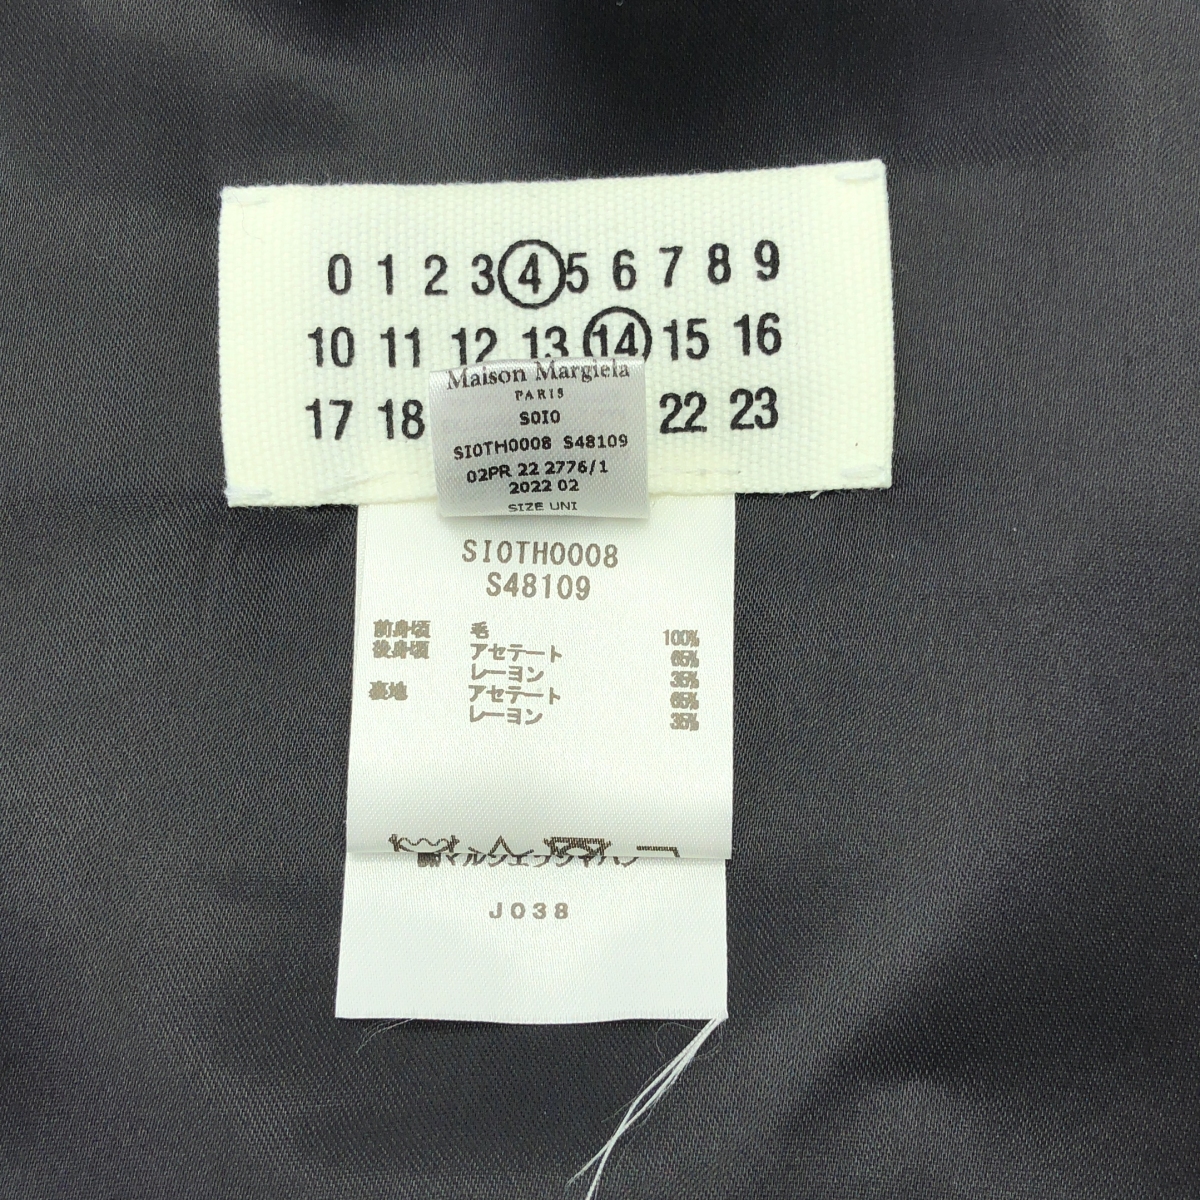 0 1 2 3 4 5 6 7 8 9
10 11 12 13 14 15 16
17 18 22 23
Maison Margiela
PARIS
S0I0
SI0TH0008 S48109
02PR 22 2776/1
2022 02
SIZE UNI
SI0TH0008
S48109
前身頃 毛 100%
後身頃 アセテート 65%
レーヨン 35%
裏地 アセテート 65%
レーヨン 35%
J038